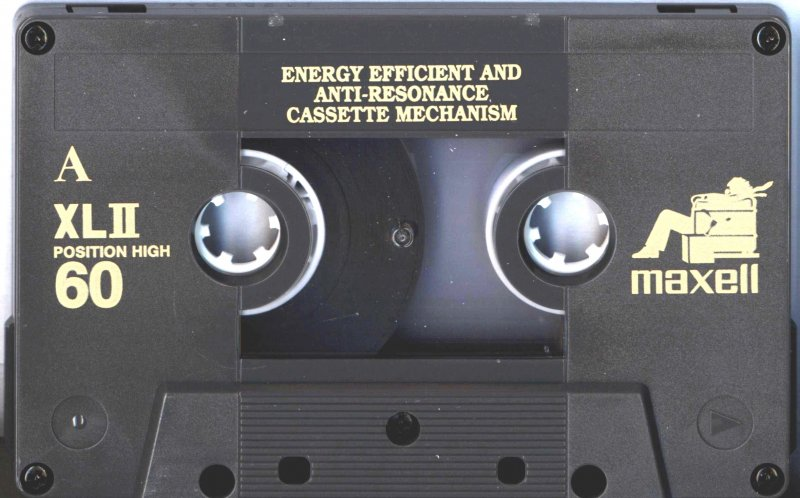 ENERGY EFFICIENT AND
ANTI-RESONANCE
CASSETTE MECHANISM
A
XLII
POSITION HIGH
60
maxell